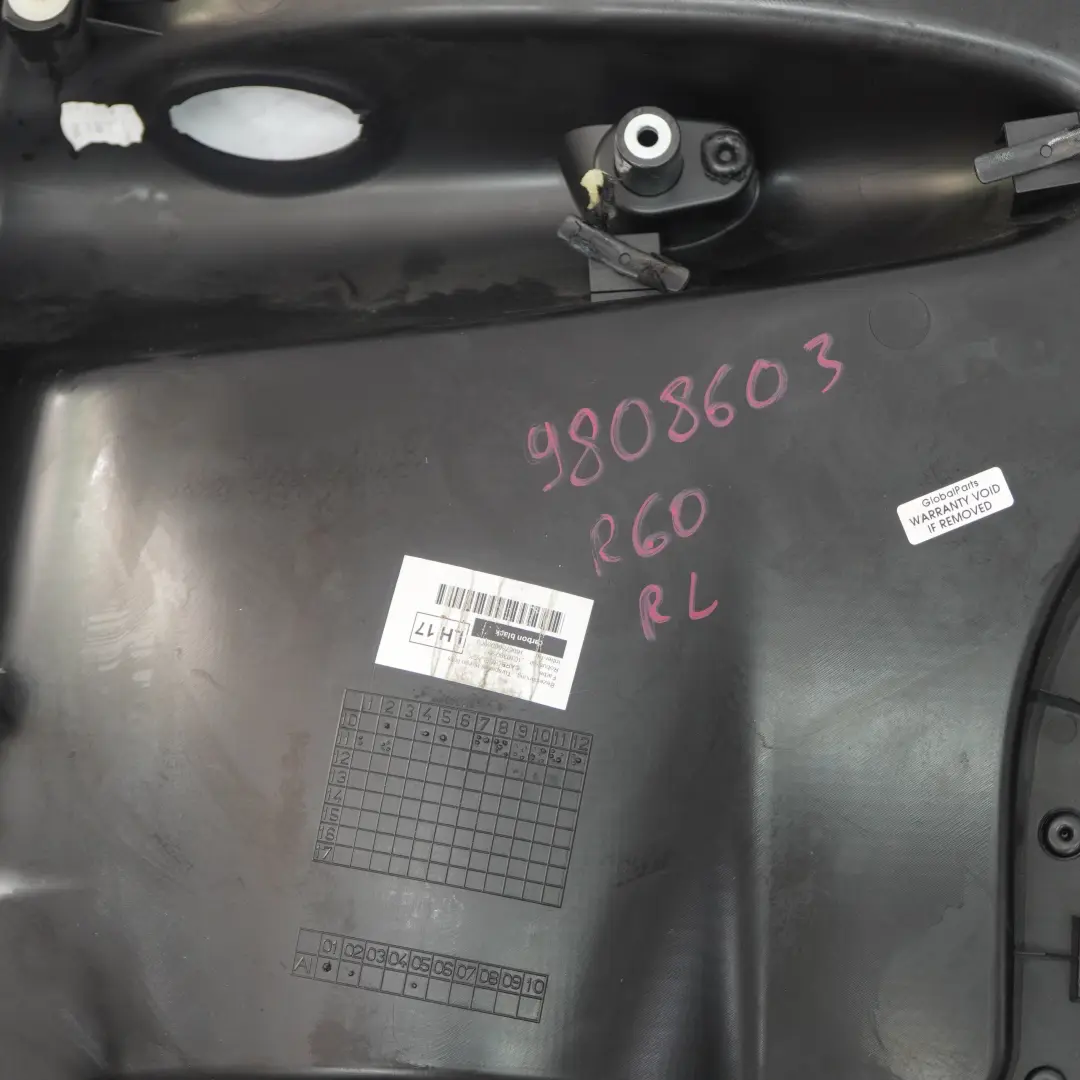 9808603
R60
RL
GlobalParts
WARRANTY VOID
IF REMOVED
LH 17
carbon black
1 2 3 4 5 6 7 8 9 10 11 12
10
11
12
13
14
15
16
17
01 02 03 04 05 06 07 08 09 10
AI